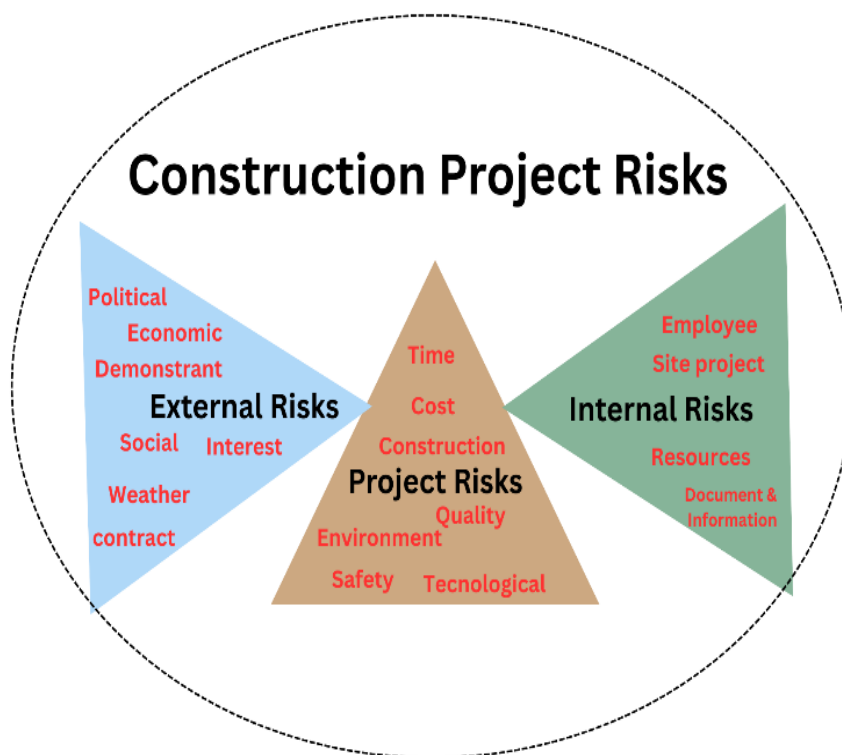 Construction Project Risks
Political
Economic
Demonstrant
External Risks
Social
Interest
Weather
contract
Time
Cost
Construction
Project Risks
Quality
Environment
Safety
Tecnological
Employee
Site project
Internal Risks
Resources
Document &
Information